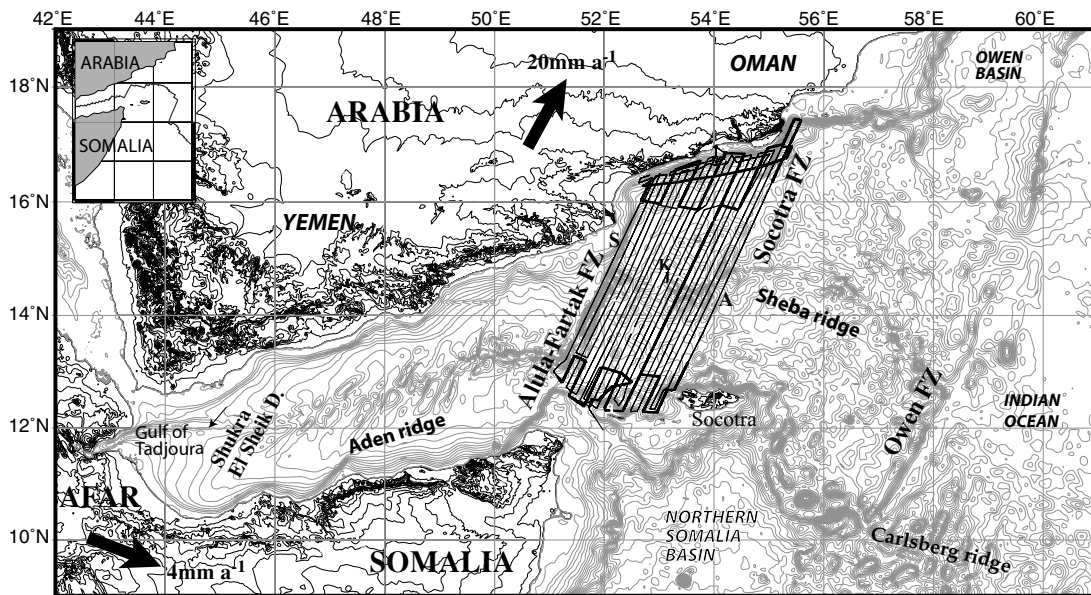 42°E 44°E 46°E 48°E 50°E 52°E 54°E 56°E 58°E 60°E
18°N
16°N
14°N
12°N
10°N
ARABIA
SOMALIA
20mm a-1
OMAN
OWEN
BASIN
ARABIA
YEMEN
Alula-Fartak FZ
Socotra FZ
Sheba ridge
Owen FZ
INDIAN
OCEAN
Socotra
Aden ridge
Shukra
El Sheik D.
Gulf of
Tadjoura
AFAR
4mm a-1
SOMALIA
NORTHERN
SOMALIA
BASIN
Carlsberg ridge